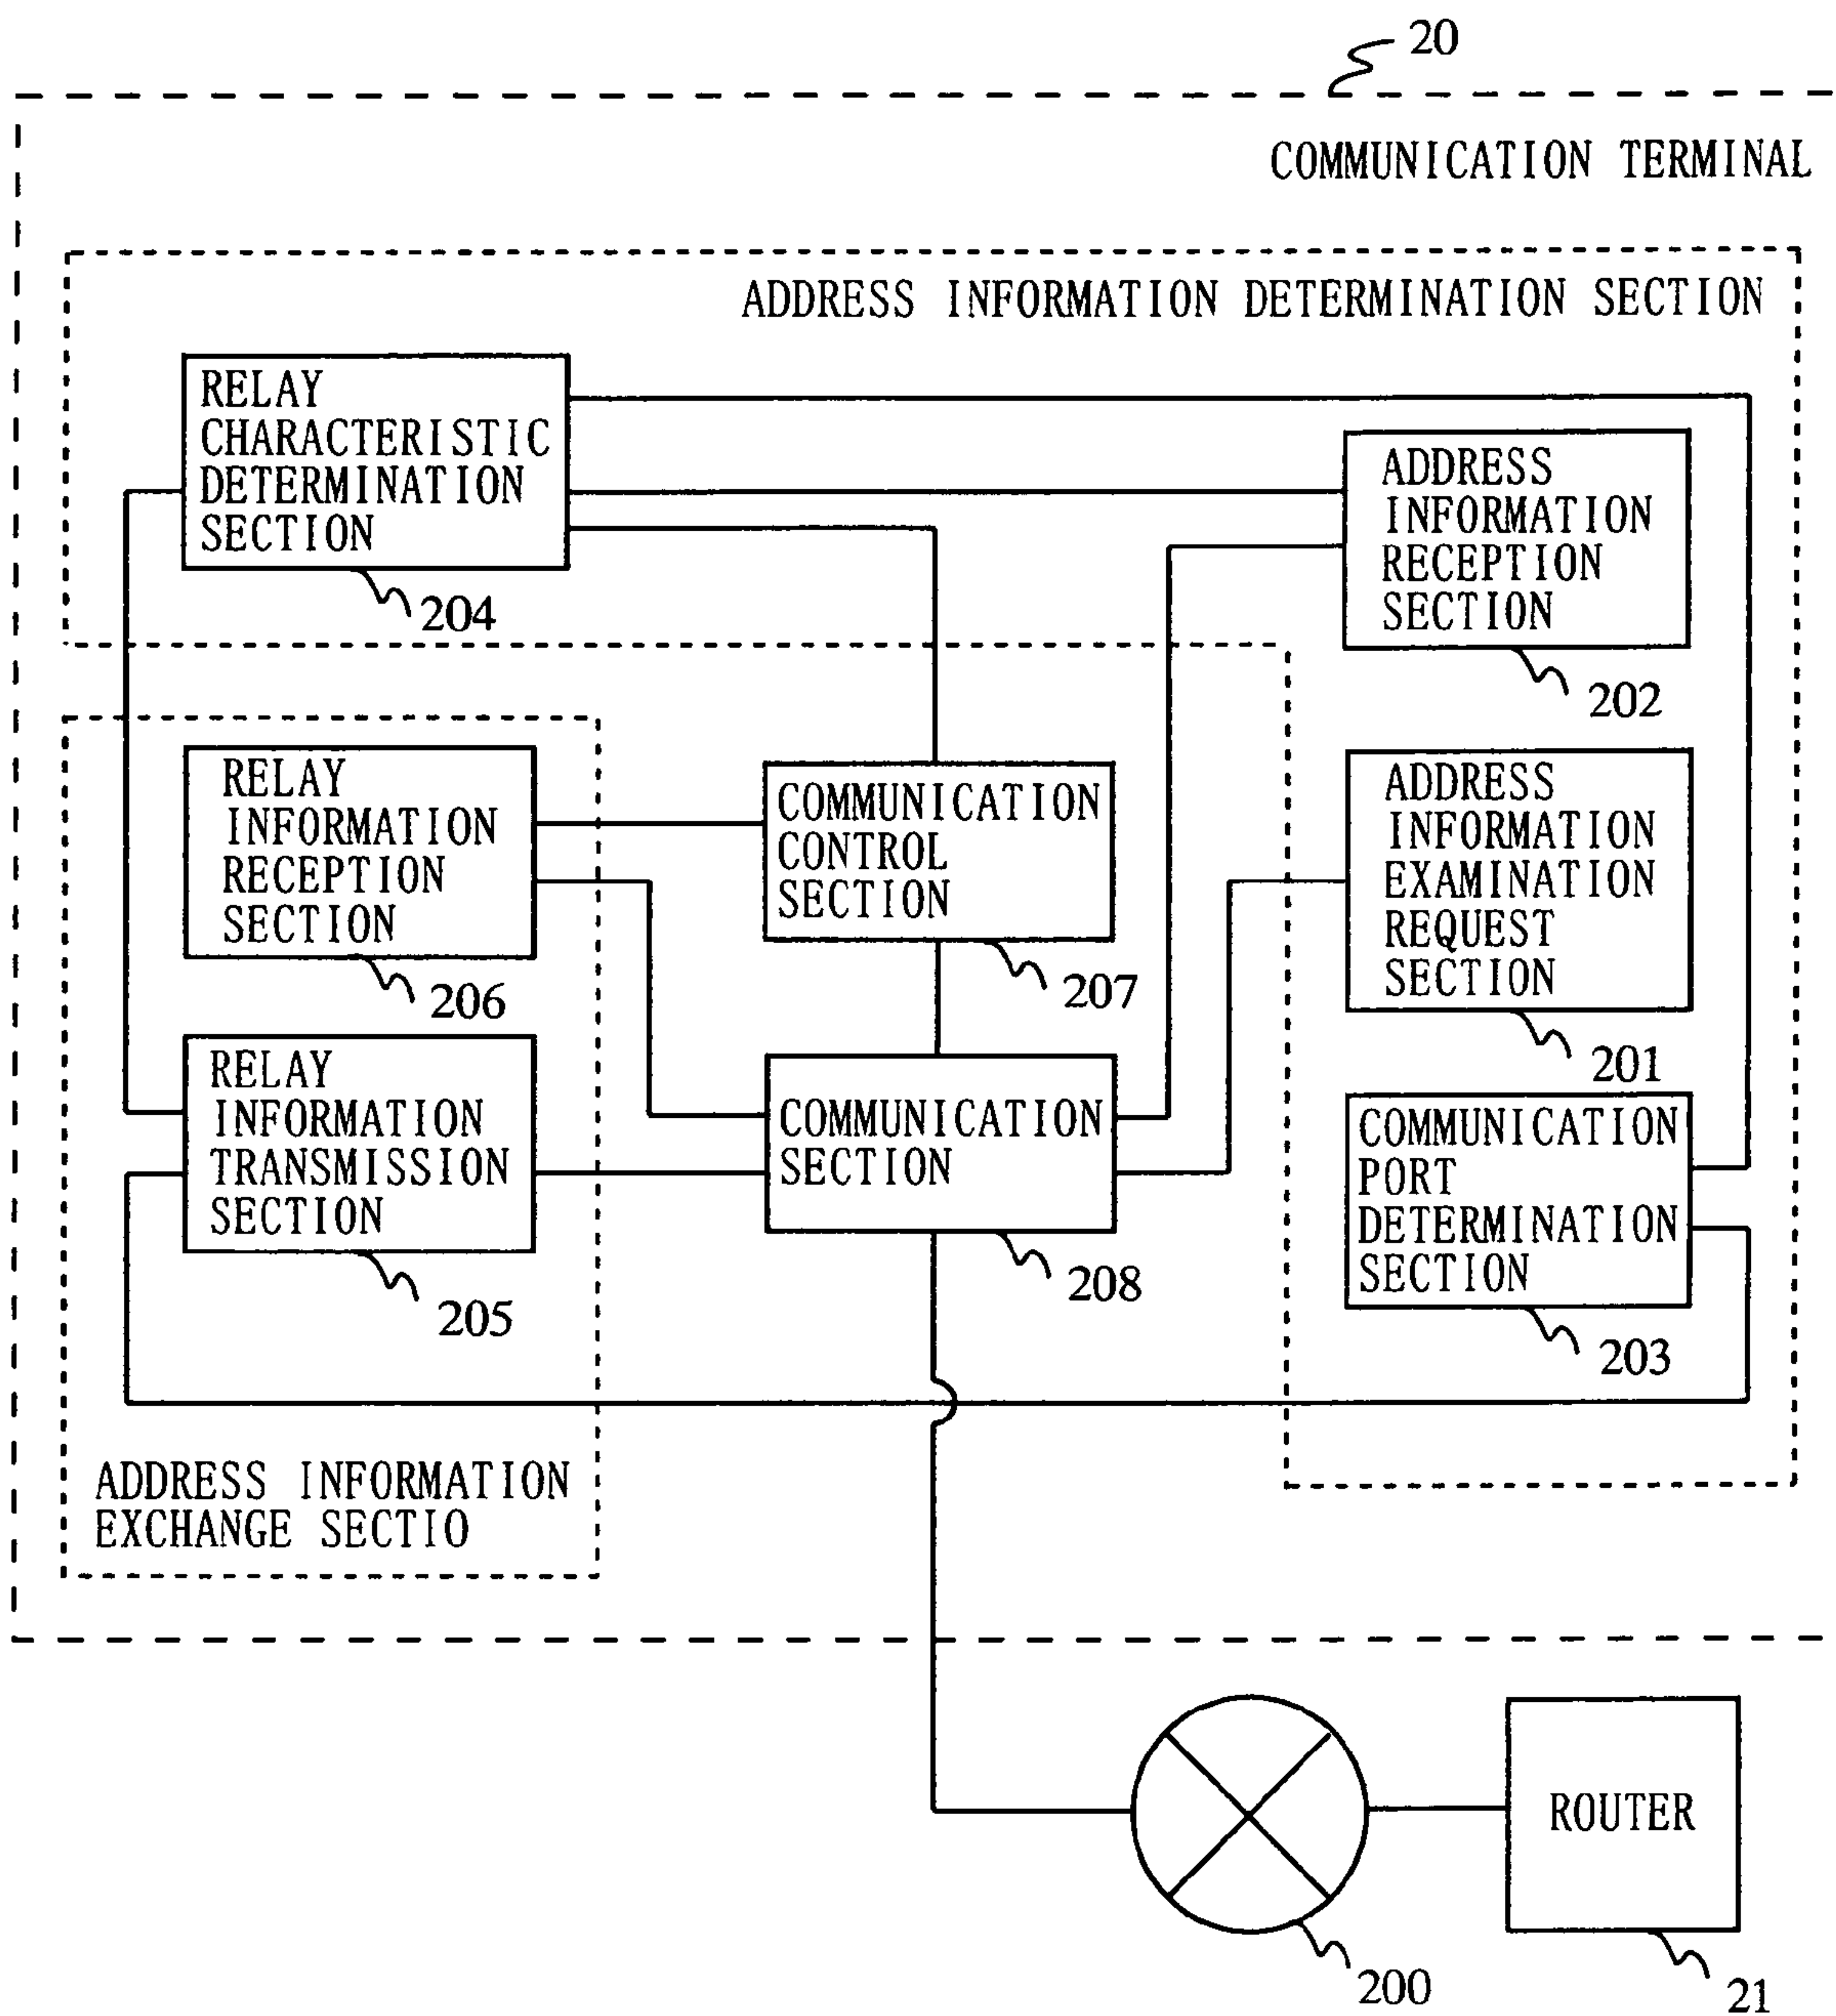 20
COMMUNICATION TERMINAL
ADDRESS INFORMATION DETERMINATION SECTION
RELAY
CHARACTERISTIC
DETERMINATION
SECTION
204
ADDRESS
INFORMATION
RECEPTION
SECTION
202
RELAY
INFORMATION
RECEPTION
SECTION
206
COMMUNICATION
CONTROL
SECTION
207
ADDRESS
INFORMATION
EXAMINATION
REQUEST
SECTION
201
RELAY
INFORMATION
TRANSMISSION
SECTION
205
COMMUNICATION
SECTION
208
COMMUNICATION
PORT
DETERMINATION
SECTION
203
ADDRESS INFORMATION
EXCHANGE SECTIO
ROUTER
200
21